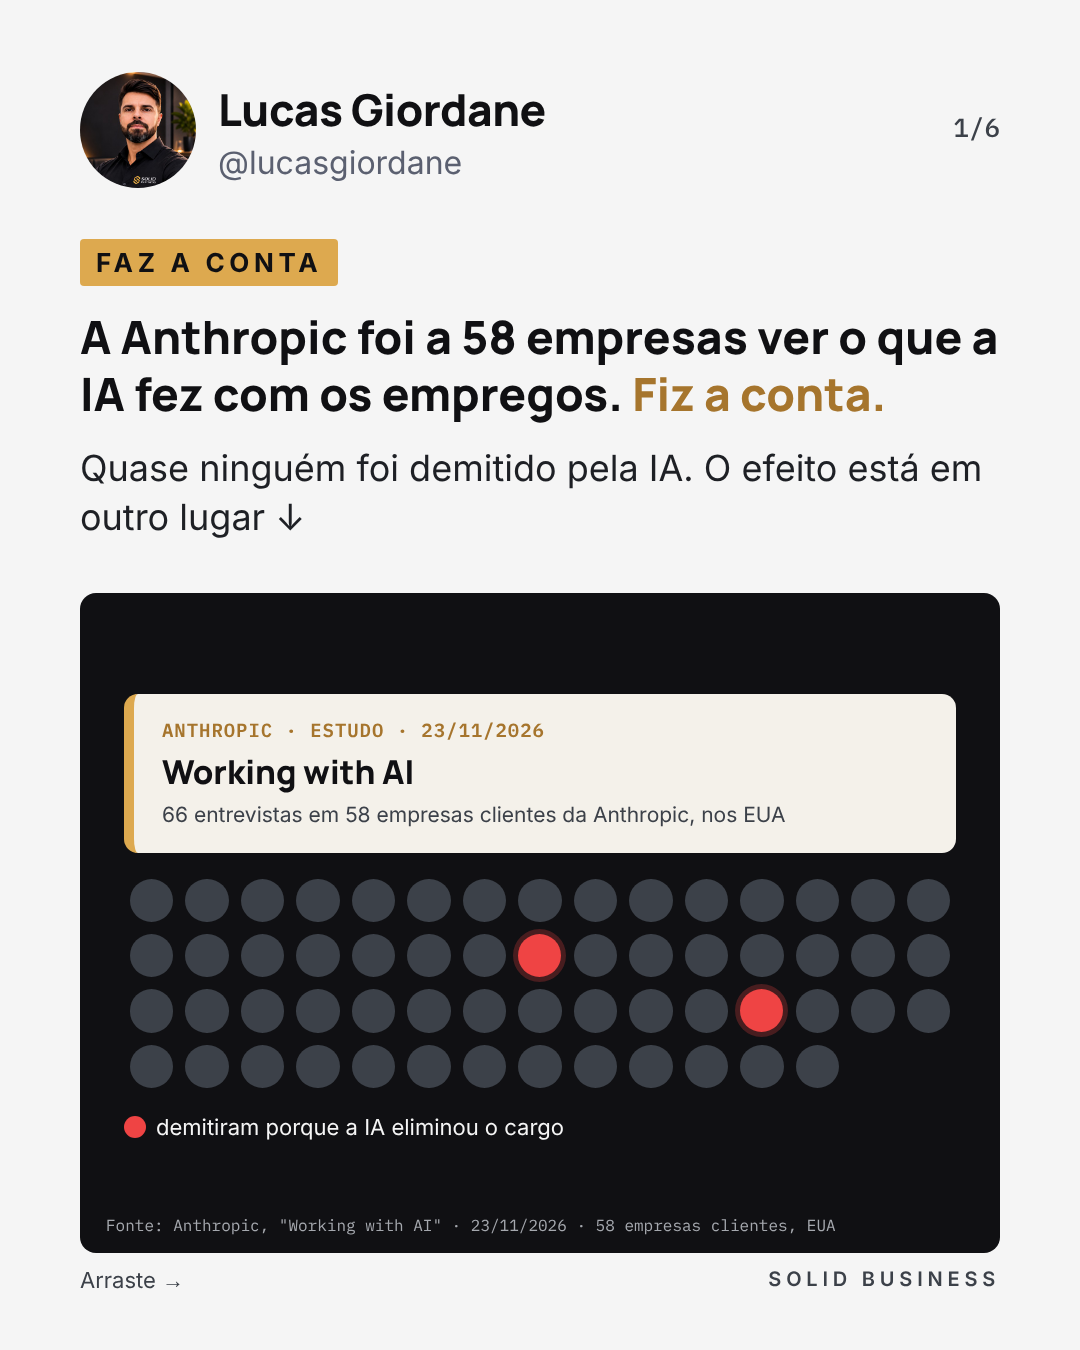 Lucas Giordane
@lucasgiordane
1/6
FAZ A CONTA
A Anthropic foi a 58 empresas ver o que a
IA fez com os empregos. Fiz a conta.
Quase ninguém foi demitido pela IA. O efeito está em
outro lugar ↓
ANTHROPIC · ESTUDO · 23/11/2026
Working with AI
66 entrevistas em 58 empresas clientes da Anthropic, nos EUA
demitiram porque a IA eliminou o cargo
Fonte: Anthropic, "Working with AI" · 23/11/2026 · 58 empresas clientes, EUA
Arraste →
SOLID BUSINESS